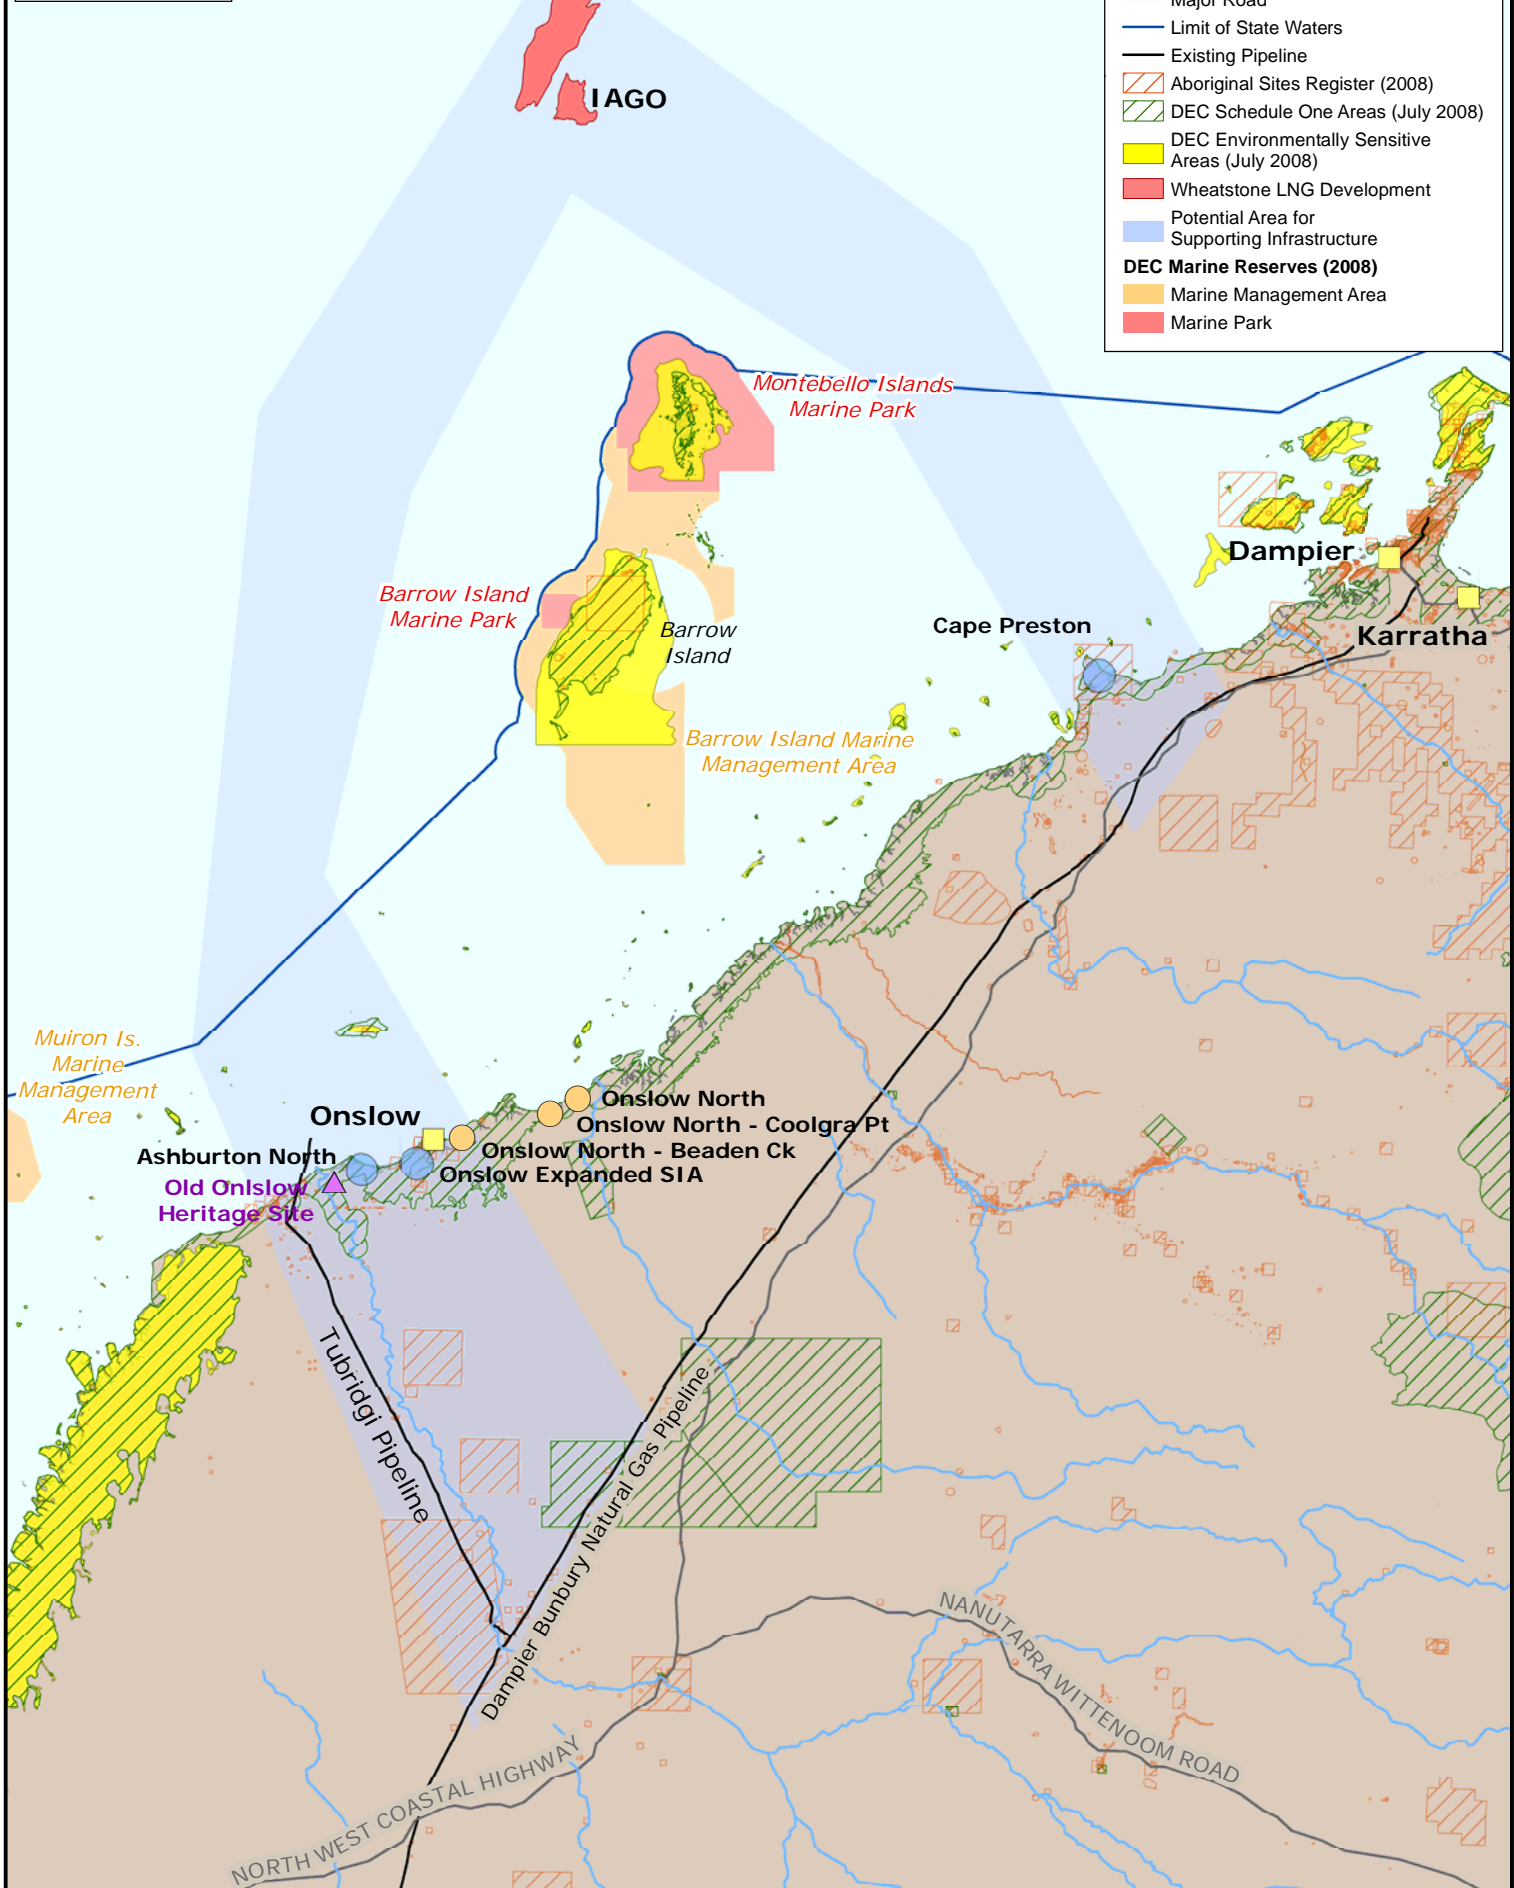 Major Road
Limit of State Waters
Existing Pipeline
Aboriginal Sites Register (2008)
DEC Schedule One Areas (July 2008)
DEC Environmentally Sensitive
Areas (July 2008)
Wheatstone LNG Development
Potential Area for
Supporting Infrastructure
DEC Marine Reserves (2008)
Marine Management Area
Marine Park
IAGO
Montebello Islands
Marine Park
Dampier
Barrow Island
Marine Park
Barrow
Island
Cape Preston
Karratha
Barrow Island Marine
Management Area
Muiron Is.
Marine
Management
Area
Onslow
Onslow North
Onslow North - Coolgra Pt
Onslow North - Beaden Ck
Onslow Expanded SIA
Ashburton North
Old Onlslow
Heritage Site
Tubridgi Pipeline
Dampier Bunbury Natural Gas Pipeline
NANUTARRA WITTENOOM ROAD
NORTH WEST COASTAL HIGHWAY